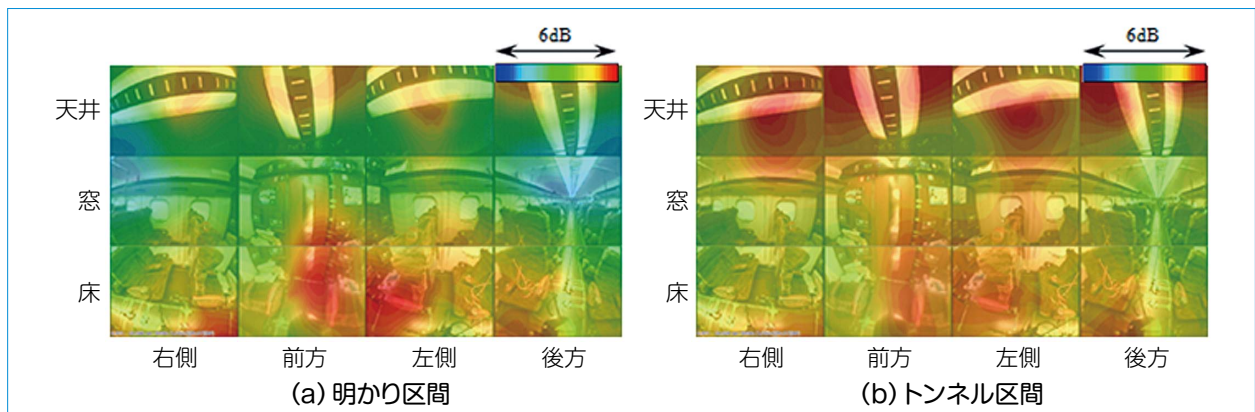 6dB
天井
窓
床
右側 前方 左側 後方
(a) 明かり区間
6dB
天井
窓
床
右側 前方 左側 後方
(b) トンネル区間